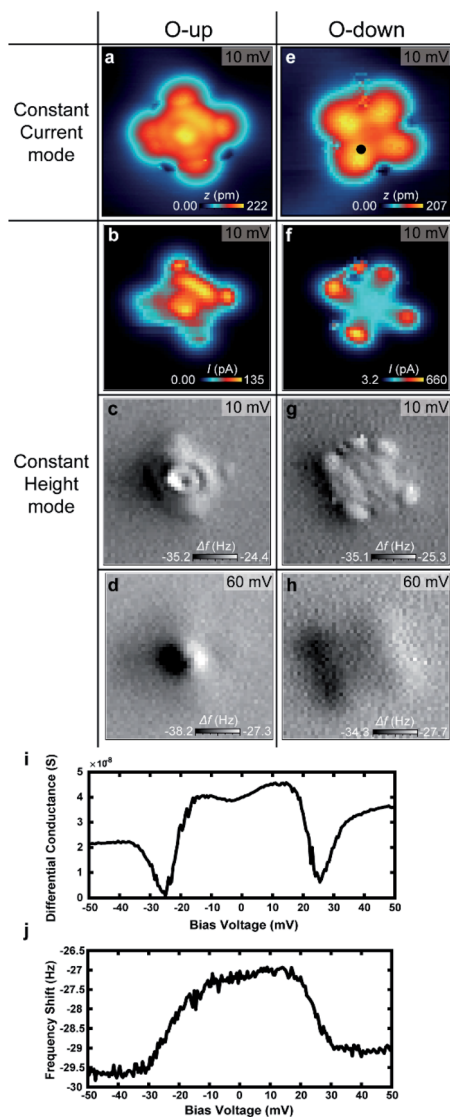 O-up
O-down
Constant
Current
mode
a
10 mV
0.00 z (pm) 222
e
10 mV
0.00 z (pm) 207
b
10 mV
I (pA)
0.00 135
f
10 mV
I (pA)
3.2 660
Constant
Height
mode
c
10 mV
Δf (Hz)
-35.2 -24.4
g
10 mV
Δf (Hz)
-35.1 -25.3
d
60 mV
Δf (Hz)
-38.2 -27.3
h
60 mV
Δf (Hz)
-34.3 -27.7
i
×10⁻⁸
Differential Conductance (S)
5
4
3
2
1
0
-50 -40 -30 -20 -10 0 10 20 30 40 50
Bias Voltage (mV)
j
Frequency Shift (Hz)
-26.5
-27
-27.5
-28
-28.5
-29
-29.5
-30
-50 -40 -30 -20 -10 0 10 20 30 40 50
Bias Voltage (mV)